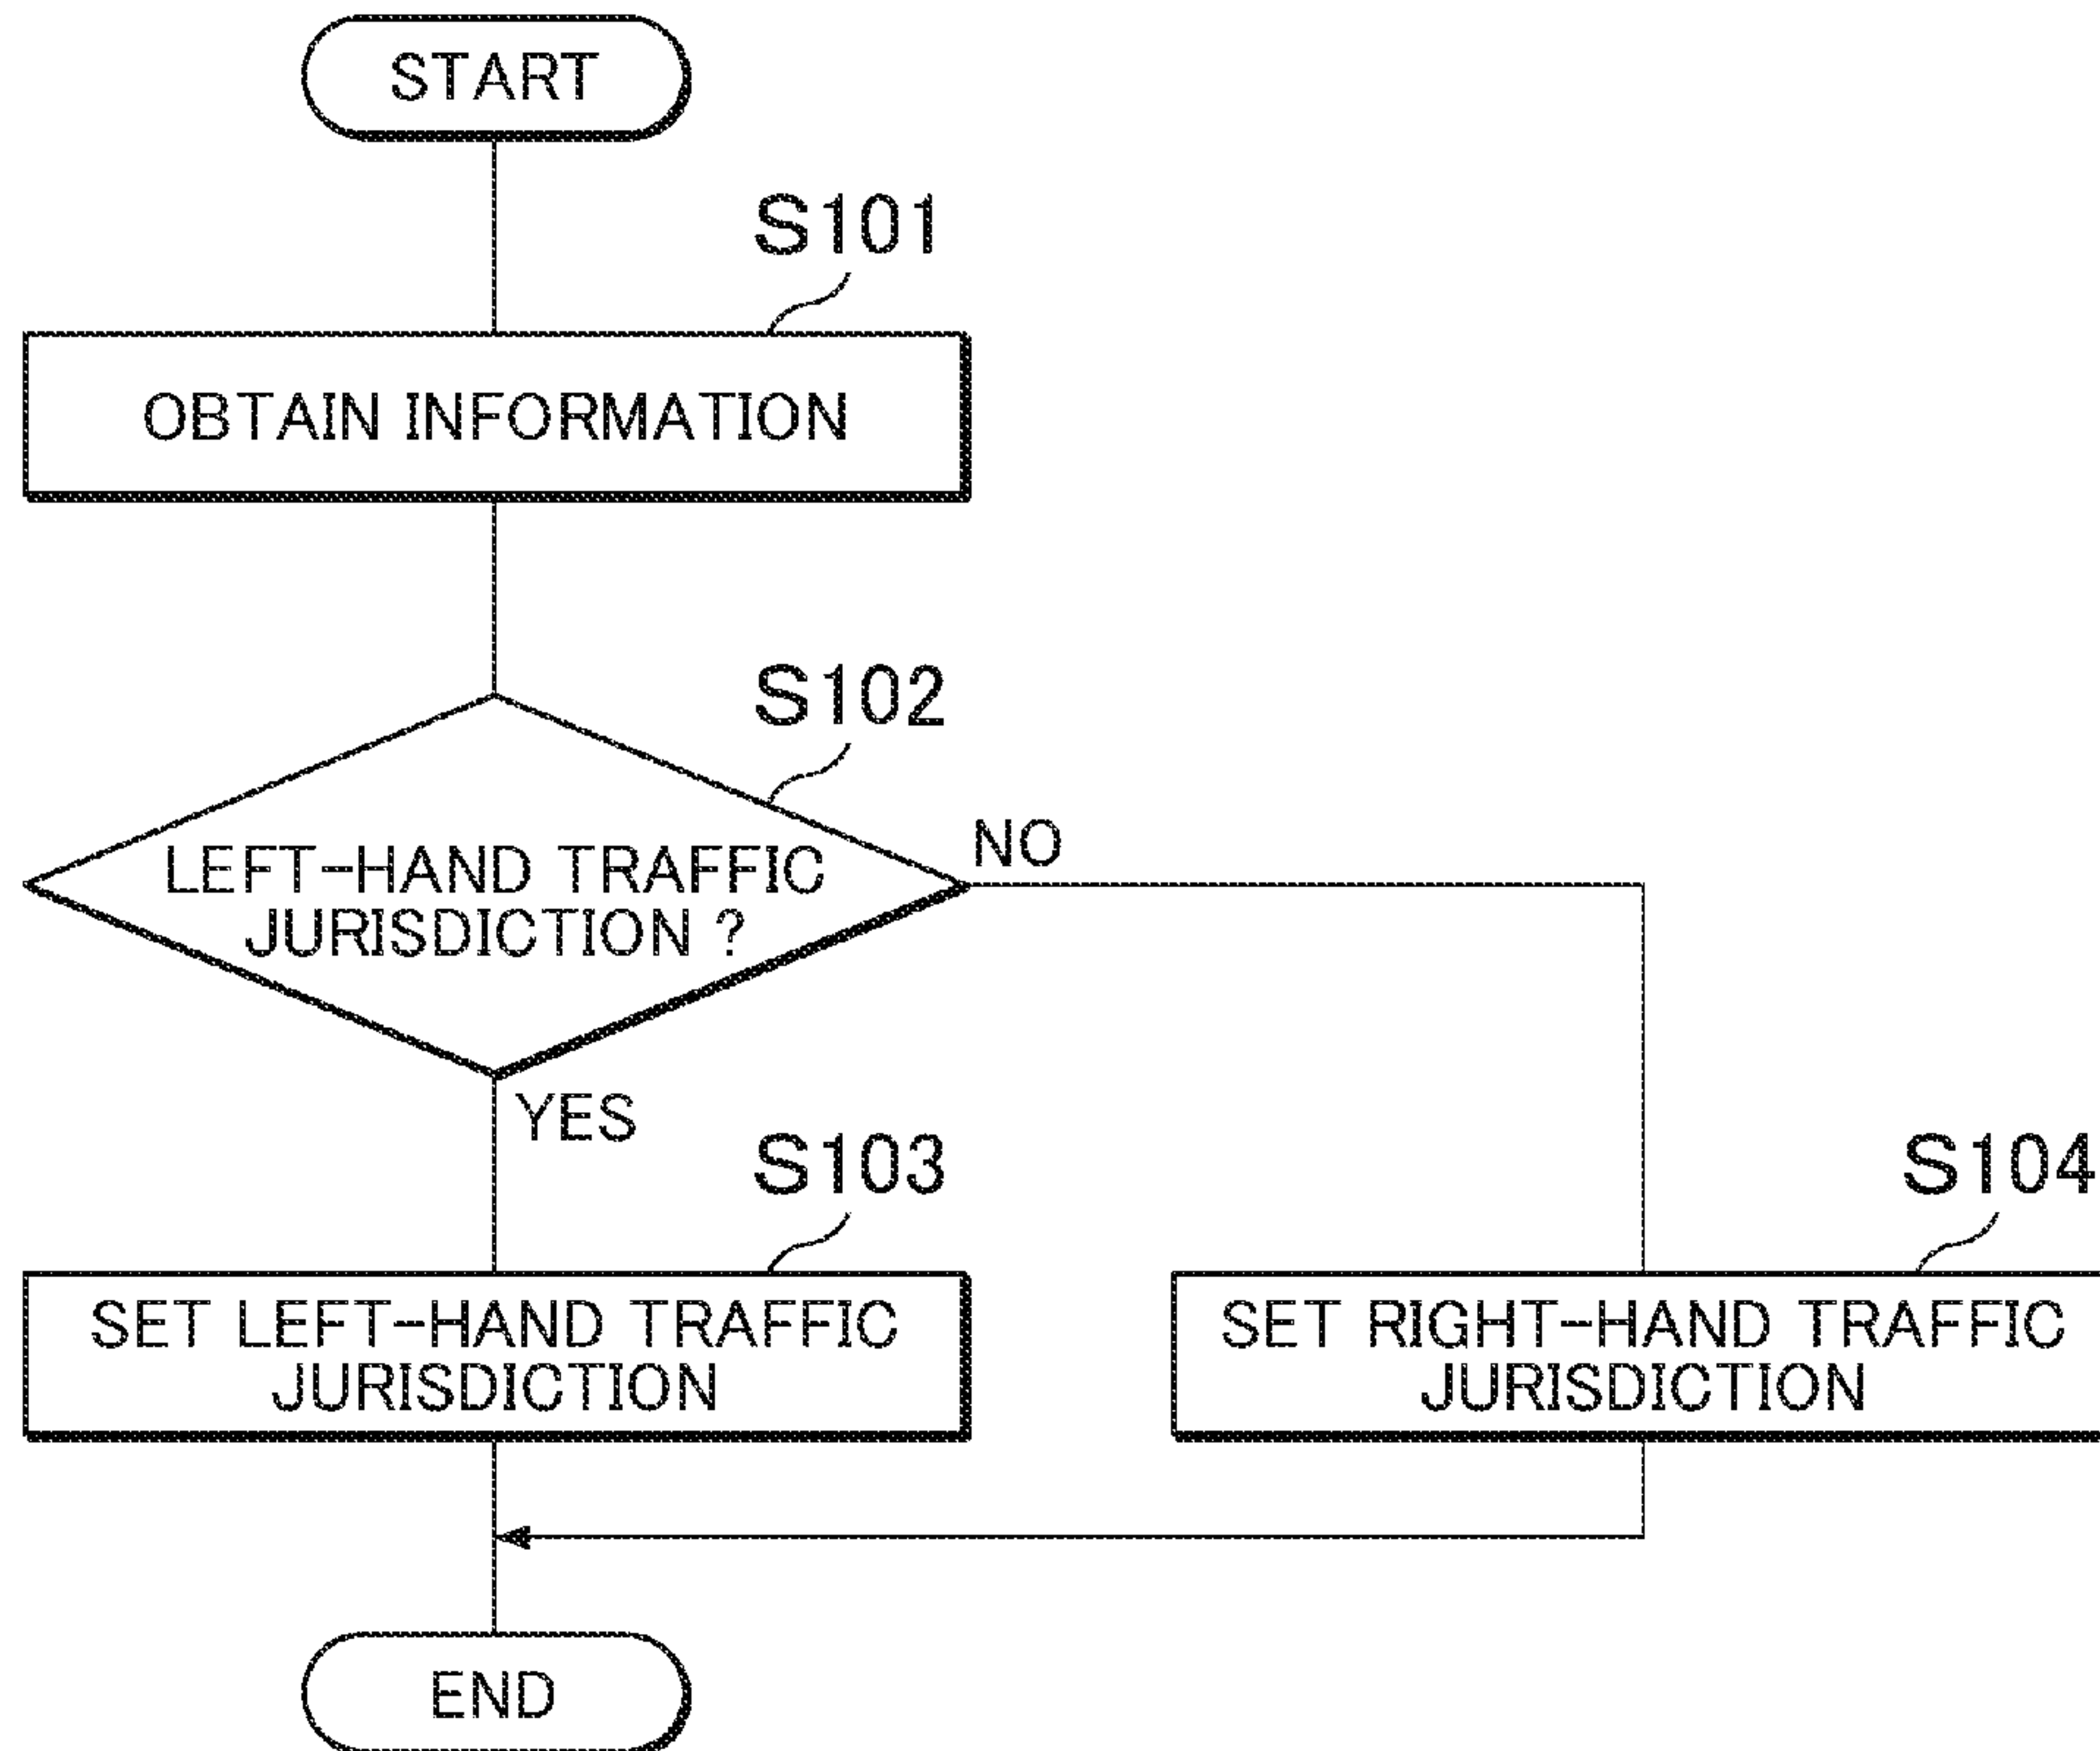 START
S101
OBTAIN INFORMATION
S102
LEFT-HAND TRAFFIC
JURISDICTION ?
NO
YES
S103
SET LEFT-HAND TRAFFIC
JURISDICTION
S104
SET RIGHT-HAND TRAFFIC
JURISDICTION
END